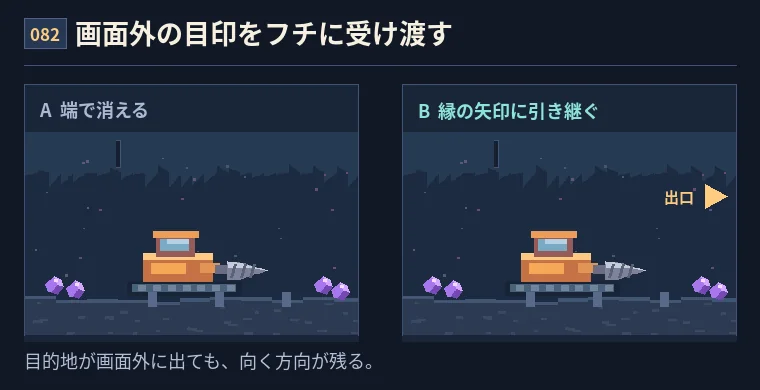 082 画面外の目印をフチに受け渡す
A 端で消える
B 縁の矢印に引き継ぐ
出口
目的地が画面外に出ても、向く方向が残る。